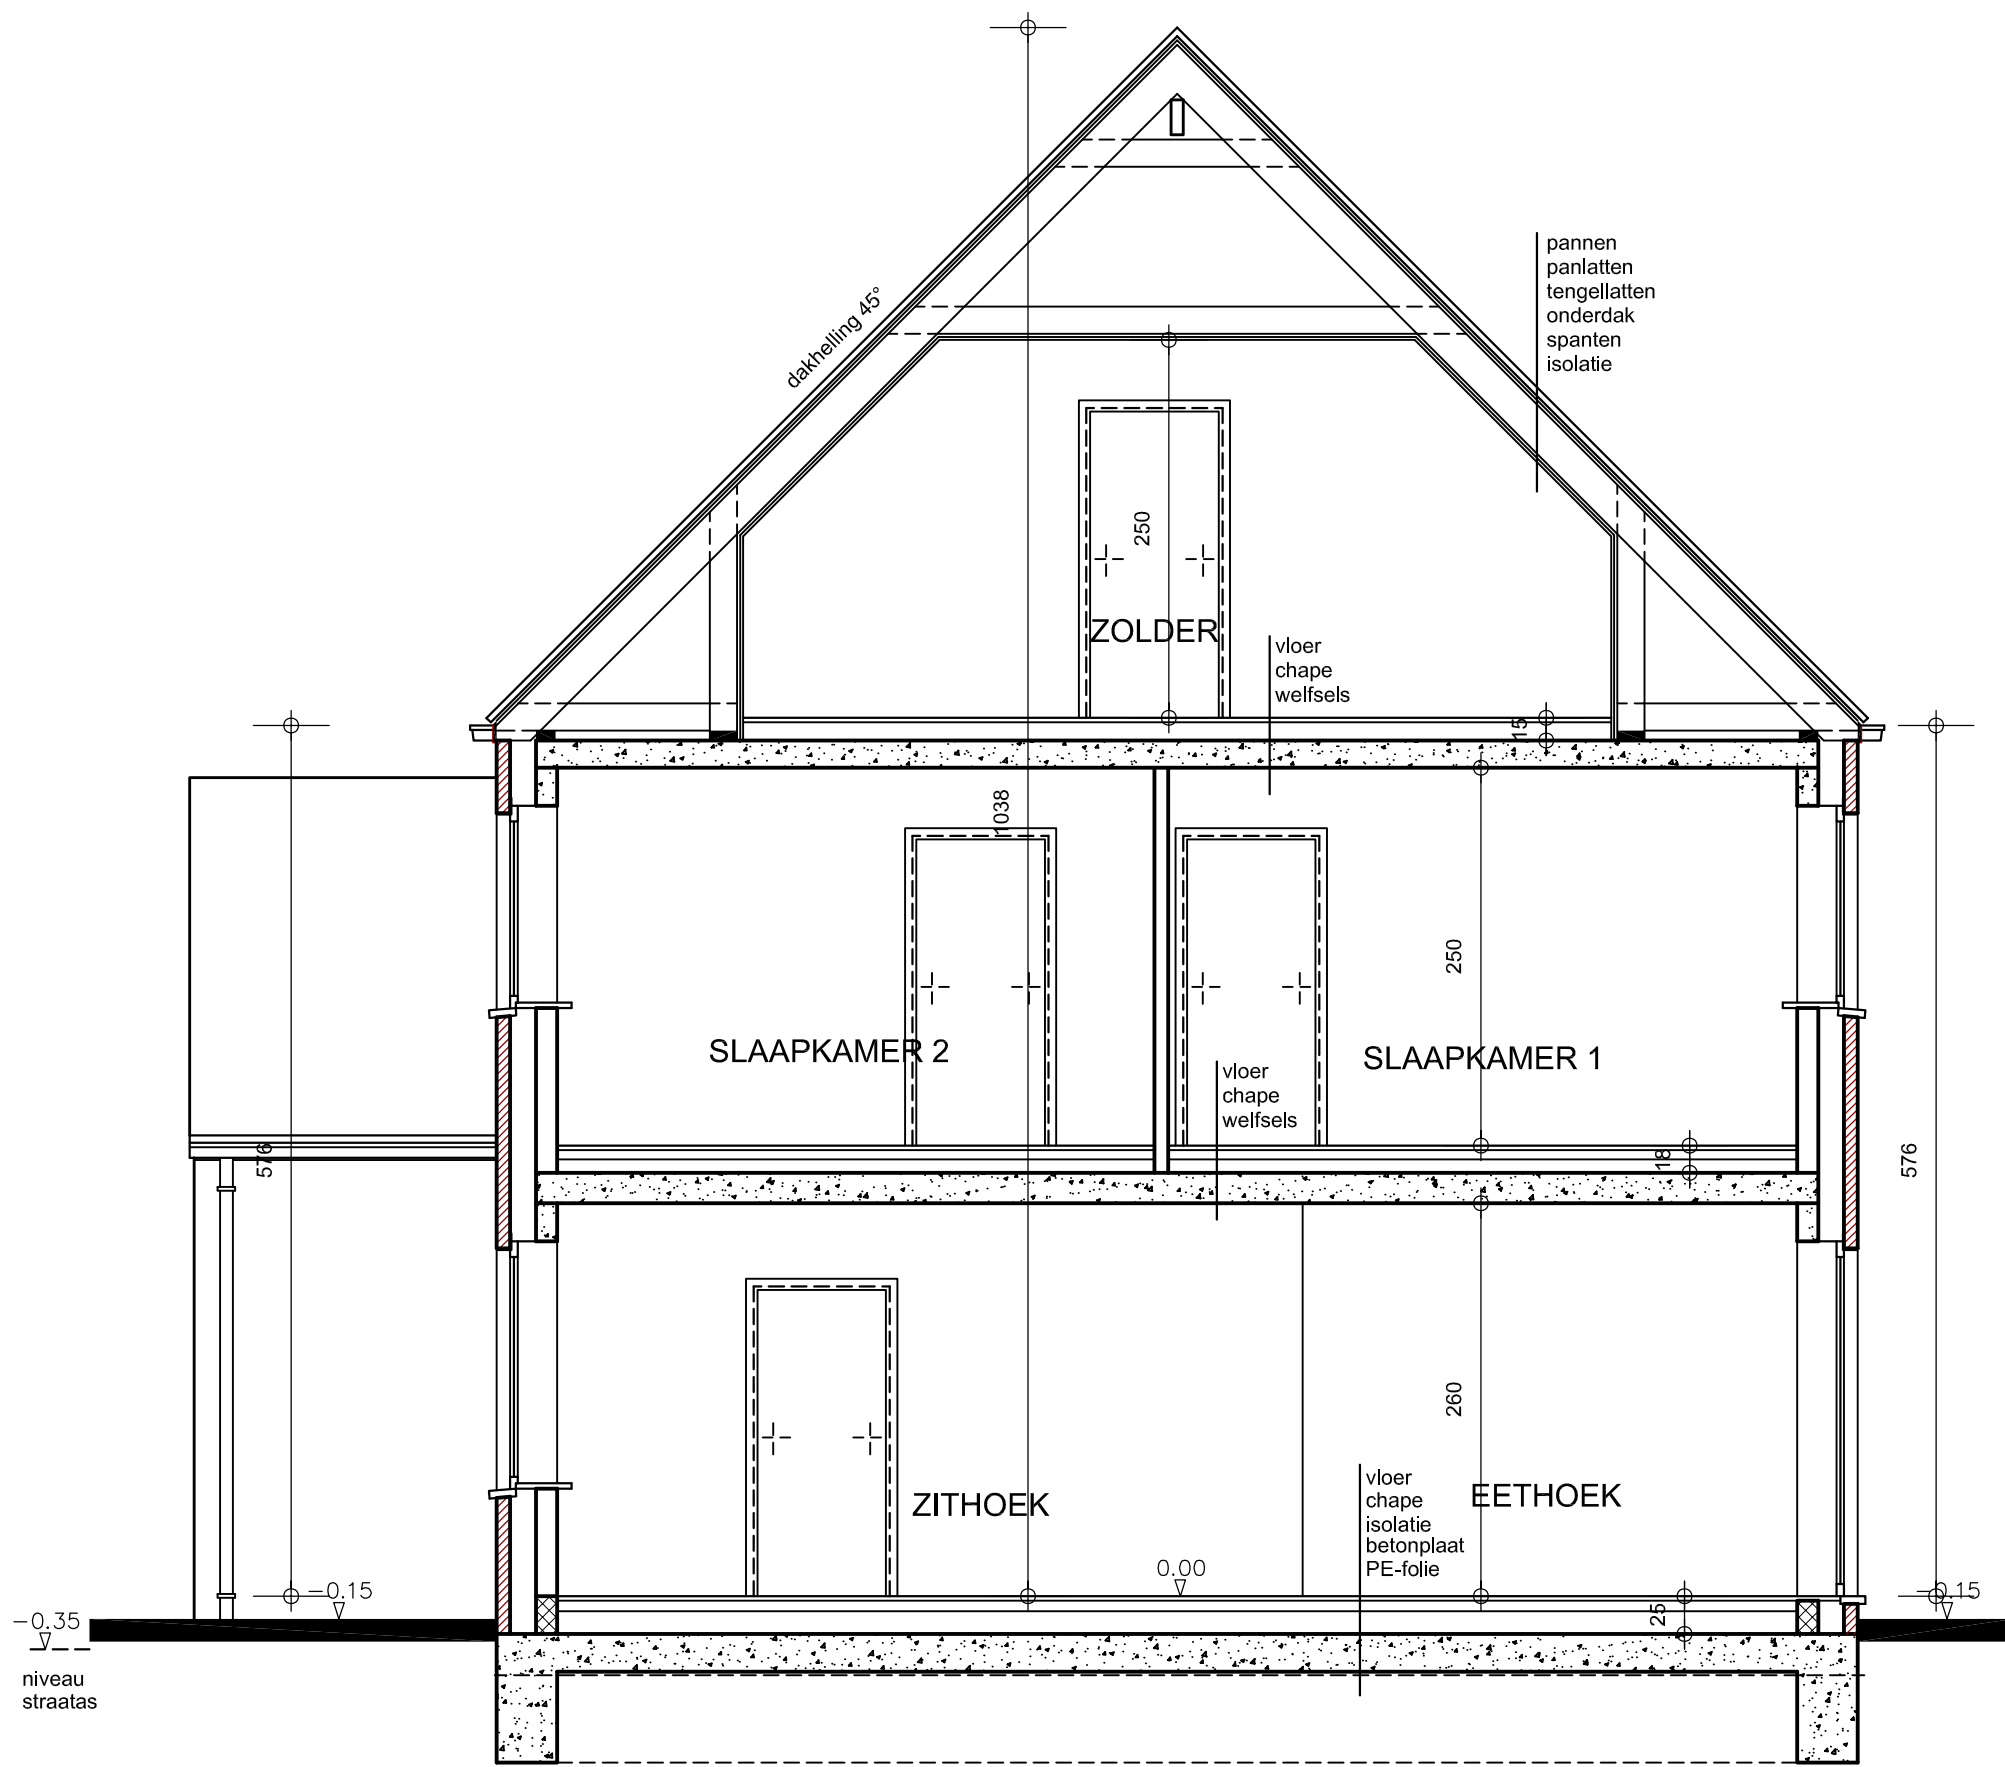 pannen
panlatten
tengellatten
onderdak
spanten
isolatie
dakhelling 45°
250
ZOLDER
vloer
chape
welfsels
15
1038
250
SLAAPKAMER 2
SLAAPKAMER 1
vloer
chape
welfsels
576
18
576
260
vloer
chape
isolatie
betonplaat
PE-folie
ZITHOEK
EETHOEK
0.00
-0.15
-0.15
25
-0.35
niveau
straatas